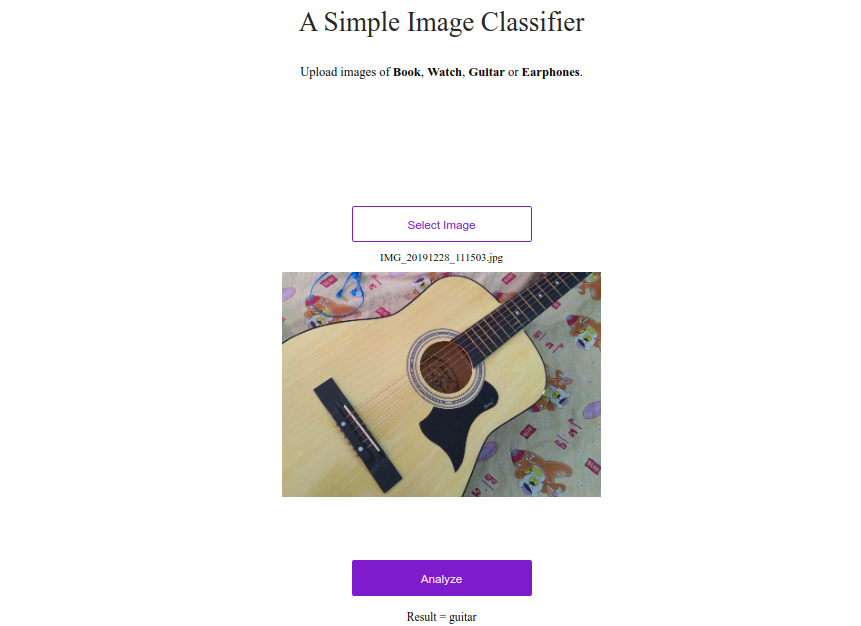 A Simple Image Classifier
Upload images of Book, Watch, Guitar or Earphones.
Select Image
IMG_20191228_111503.jpg
Analyze
Result = guitar